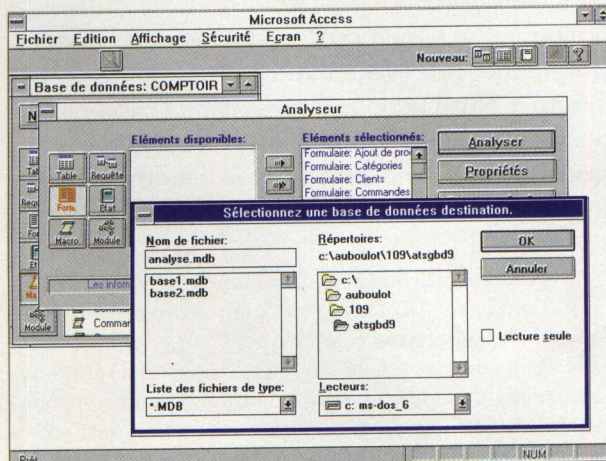 Microsoft Access
Fichier Edition Affichage Sécurité Ecran ?
Nouveau:
Base de données: COMPTOIR
Analyseur
Eléments disponibles:
Eléments sélectionnés:
Table
Requête
Form.
Etat
Macro
Module
Formulaire: Ajout de pro
Formulaire: Catégories
Formulaire: Clients
Formulaire: Commandes
Analyser
Propriétés
Les inform
Module
Comman
Sélectionnez une base de données destination.
Nom de fichier:
analyse.mdb
base1.mdb
base2.mdb
Répertoires:
c:\auboulot\109\atsgbd9
c:\
auboulot
109
atsgbd9
OK
Annuler
Lecture seule
Liste des fichiers de type:
*.MDB
Lecteurs:
c: ms-dos_6
Prêt
NUM